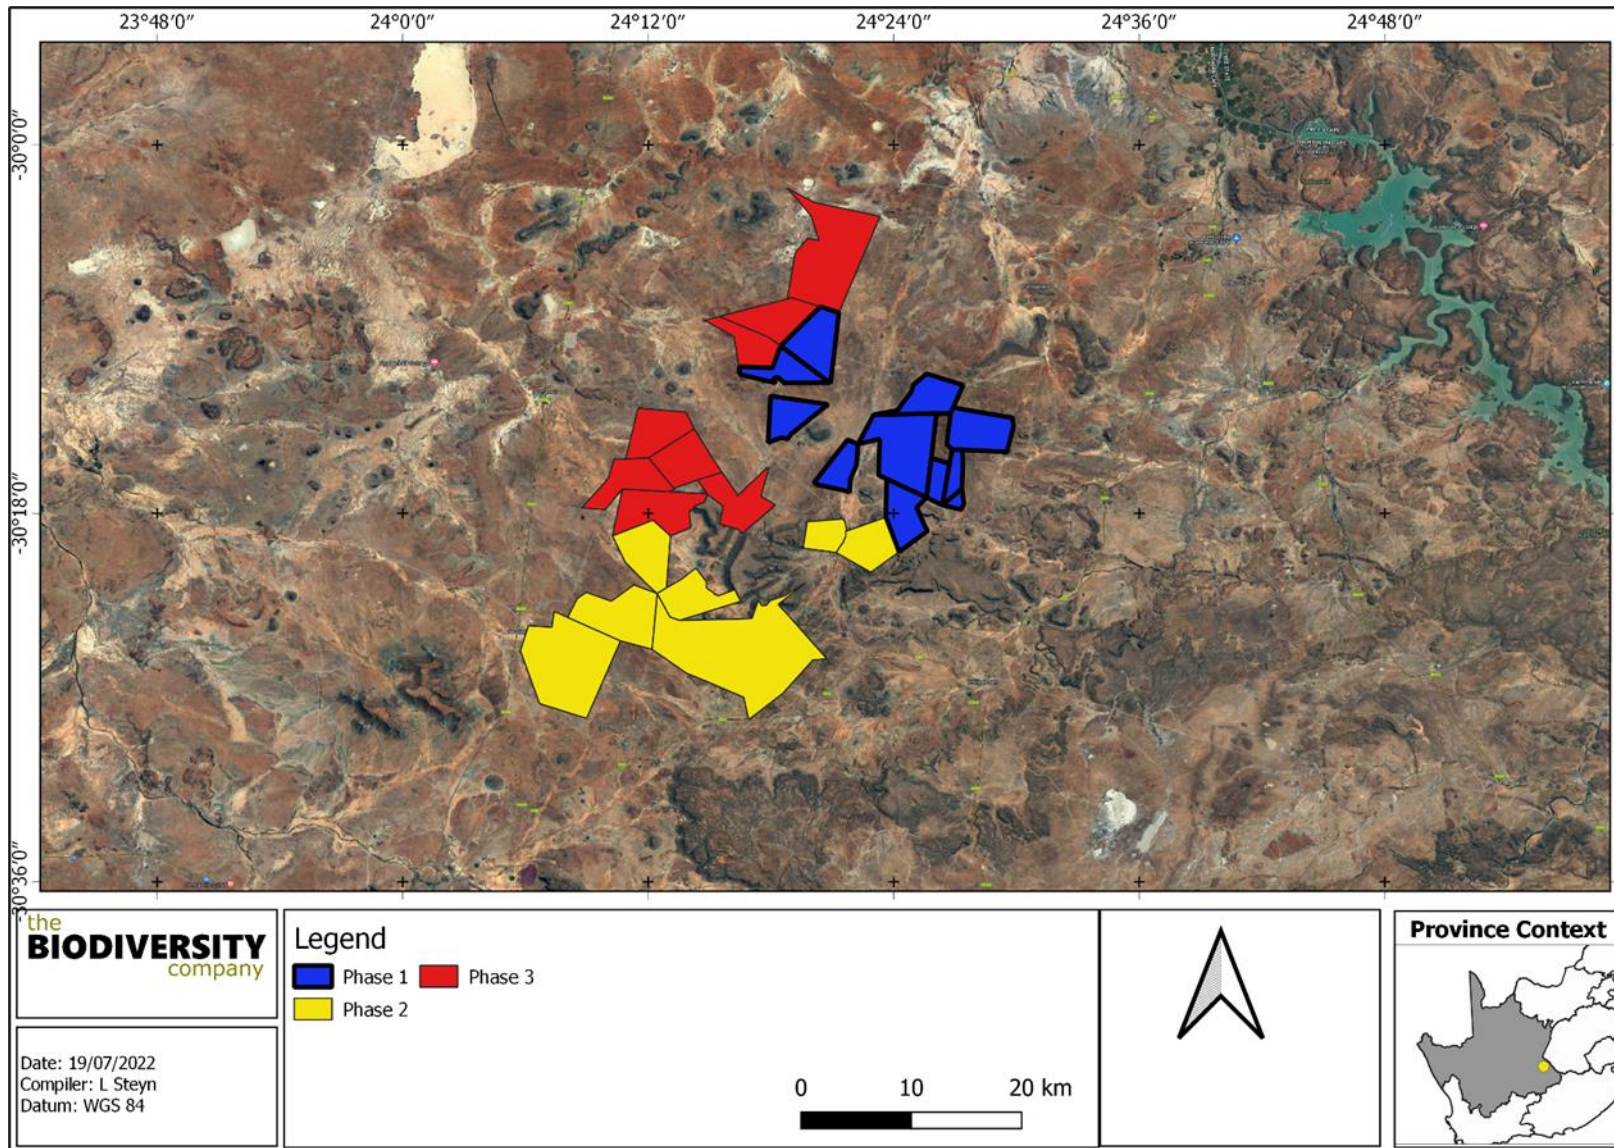 23°48′0″ 24°0′0″ 24°12′0″ 24°24′0″ 24°36′0″ 24°48′0″
-30°0′0″
-30°18′0″
-30°36′0″
the
BIODIVERSITY
company
Date: 19/07/2022
Compiler: L Steyn
Datum: WGS 84
Legend
Phase 1 Phase 3
Phase 2
0 10 20 km
Province Context